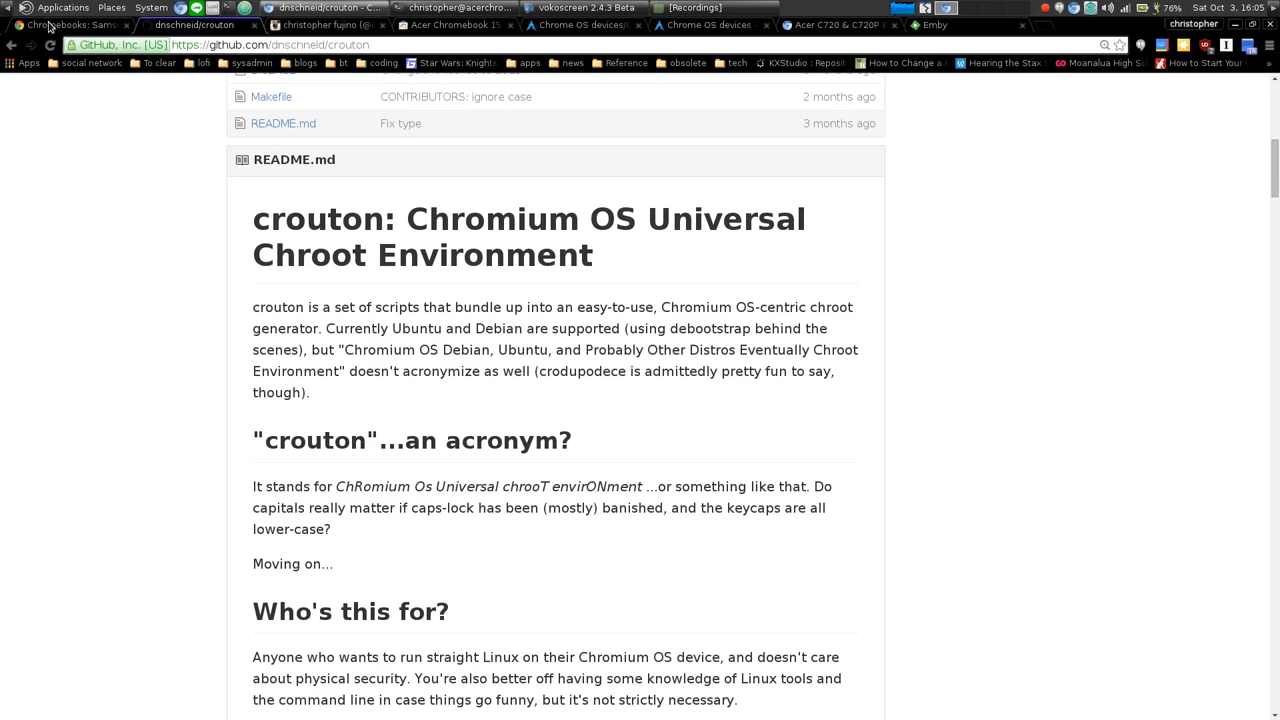 Applications Places System dnschneid/crouton - C... christopher@acerchro... vokoscreen 2.4.3 Beta [Recordings] 76% Sat Oct 3, 16:05
Chromebooks: Sams dnschneid/crouton christopher fujino (@ Acer Chromebook 15 Chrome OS devices/C Chrome OS devices - Acer C720 & C720P Emby christopher
GitHub, Inc. [US] https://github.com/dnschneid/crouton
Apps social network To clear lofi sysadmin blogs bt coding Star Wars: Knights apps news Reference obsolete tech KXStudio : Reposit How to Change a Hearing the Stax Moanalua High Sc How to Start Your »
Makefile CONTRIBUTORS: ignore case 2 months ago
README.md Fix type 3 months ago
README.md
crouton: Chromium OS Universal
Chroot Environment
crouton is a set of scripts that bundle up into an easy-to-use, Chromium OS-centric chroot
generator. Currently Ubuntu and Debian are supported (using debootstrap behind the
scenes), but "Chromium OS Debian, Ubuntu, and Probably Other Distros Eventually Chroot
Environment" doesn't acronymize as well (crodupodece is admittedly pretty fun to say,
though).
"crouton"...an acronym?
It stands for ChRomium Os Universal chrooT envirONment ...or something like that. Do
capitals really matter if caps-lock has been (mostly) banished, and the keycaps are all
lower-case?
Moving on...
Who's this for?
Anyone who wants to run straight Linux on their Chromium OS device, and doesn't care
about physical security. You're also better off having some knowledge of Linux tools and
the command line in case things go funny, but it's not strictly necessary.